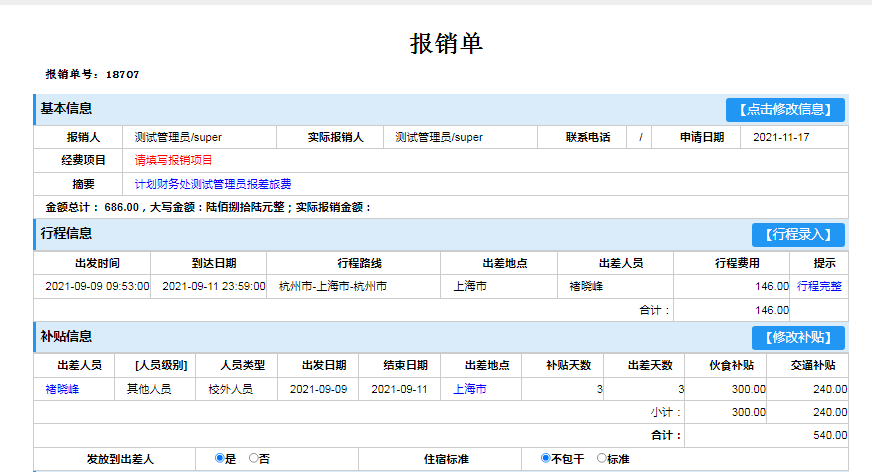 报销单
报销单号：18707
基本信息 【点击修改信息】
报销人 测试管理员/super 实际报销人 测试管理员/super 联系电话 / 申请日期 2021-11-17
经费项目 请填写报销项目
摘要 计划财务处测试管理员报差旅费
金额总计： 686.00，大写金额：陆佰捌拾陆元整；实际报销金额：
行程信息 【行程录入】
出发时间 到达日期 行程路线 出差地点 出差人员 行程费用 提示
2021-09-09 09:53:00 2021-09-11 23:59:00 杭州市-上海市-杭州市 上海市 褚晓峰 146.00 行程完整
合计： 146.00
补贴信息 【修改补贴】
出差人员 [人员级别] 人员类型 出发日期 结束日期 出差地点 补贴天数 出差天数 伙食补贴 交通补贴
褚晓峰 其他人员 校外人员 2021-09-09 2021-09-11 上海市 3 3 300.00 240.00
小计： 300.00 240.00
合计： 540.00
发放到出差人 是 否 住宿标准 不包干 标准